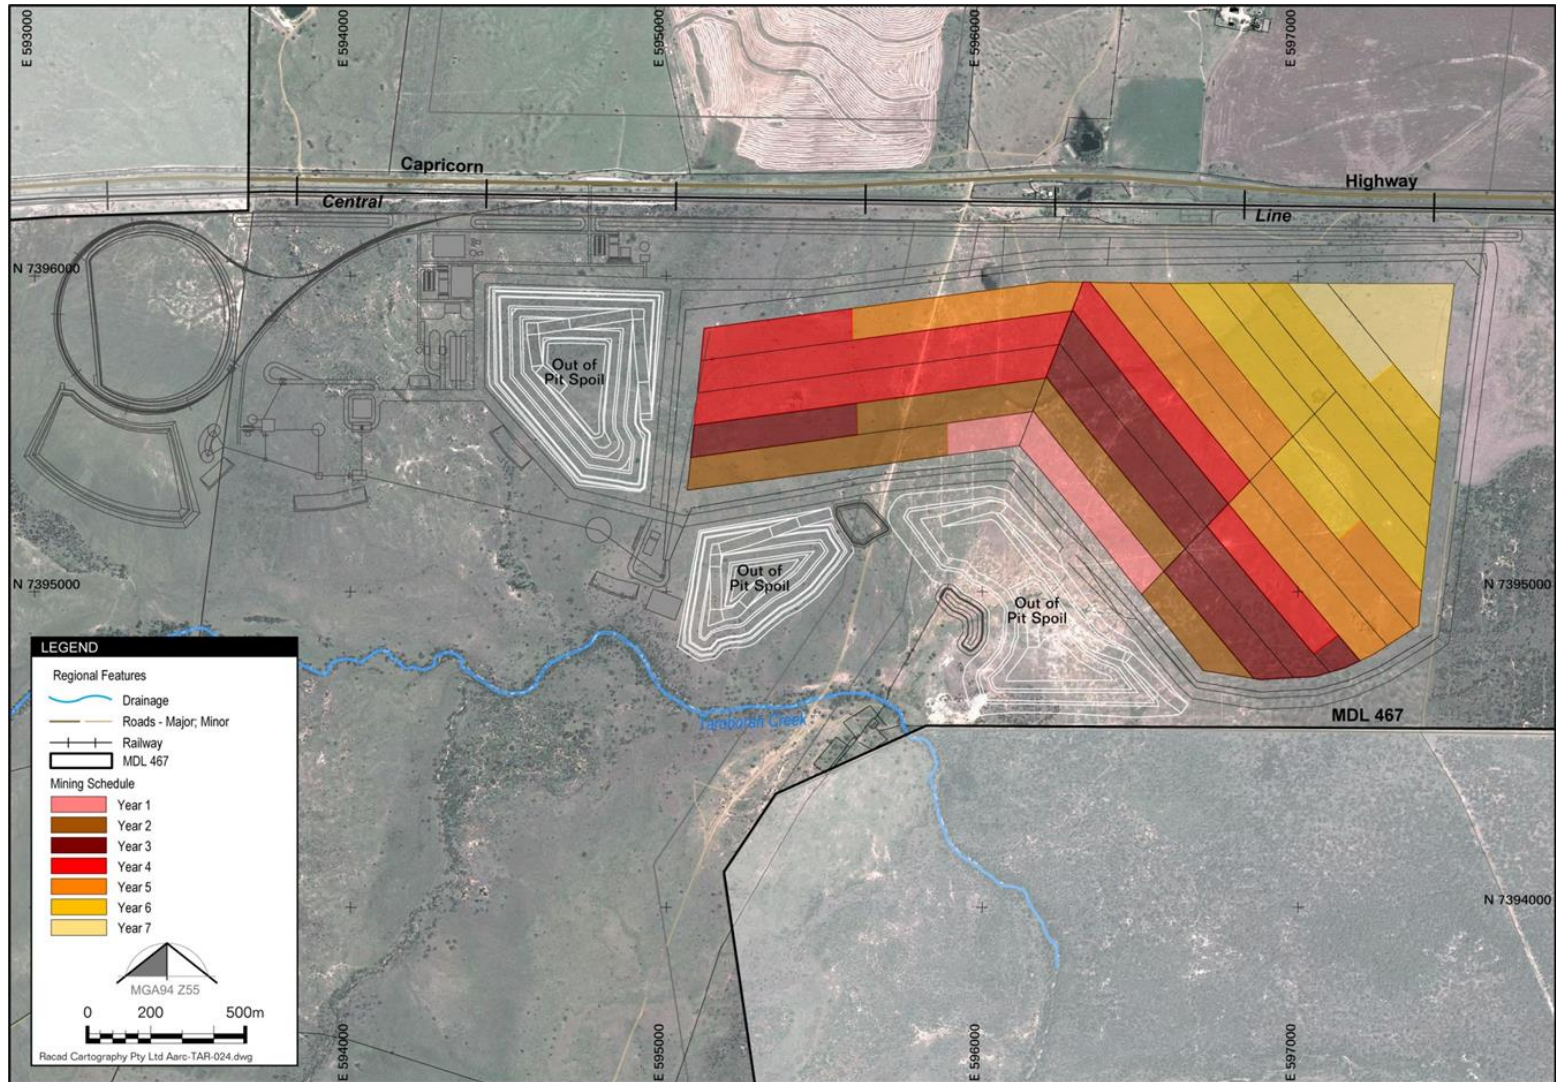 E 593000
E 594000
E 595000
E 596000
E 597000
Capricorn
Highway
Central
Line
N 7396000
Out of
Pit Spoil
Out of
Pit Spoil
Out of
Pit Spoil
N 7395000
N 7395000
Taroborah Creek
MDL 467
N 7394000
LEGEND
Regional Features
Drainage
Roads - Major; Minor
Railway
MDL 467
Mining Schedule
Year 1
Year 2
Year 3
Year 4
Year 5
Year 6
Year 7
MGA94 Z55
0 200 500m
Racad Cartography Pty Ltd Aarc-TAR-024.dwg
E 594000
E 595000
E 596000
E 597000